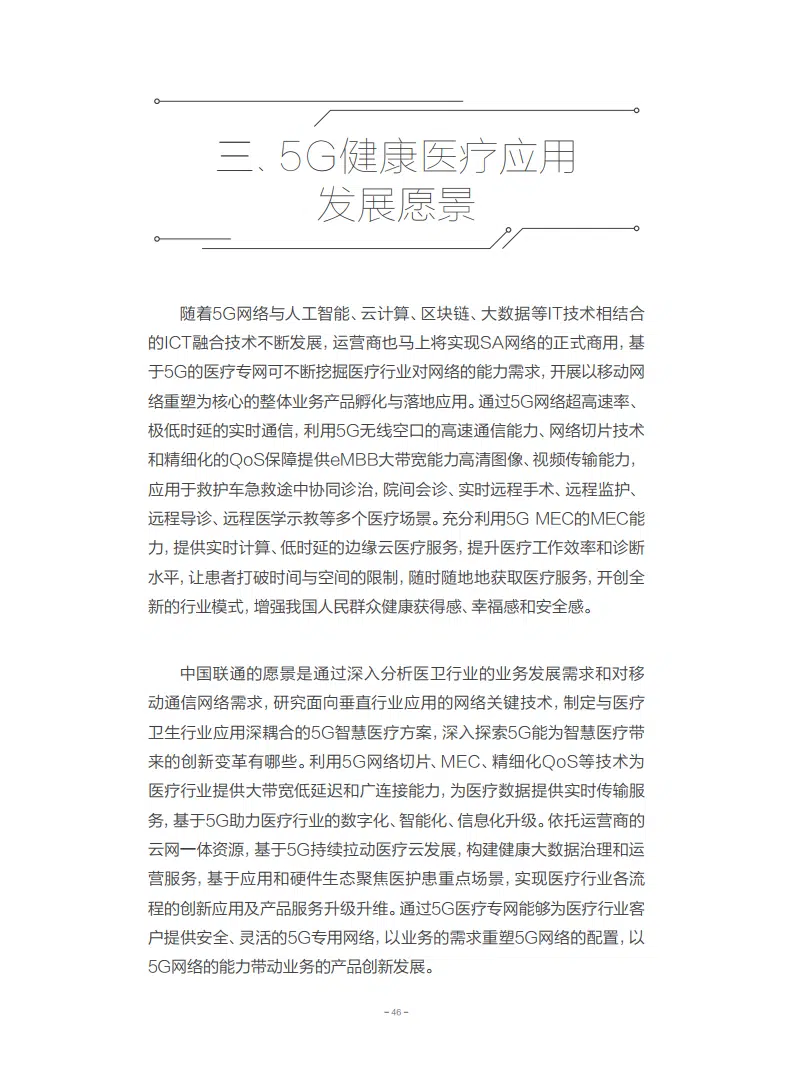 三、5G健康医疗应用
发展愿景
随着5G网络与人工智能、云计算、区块链、大数据等IT技术相结合
的ICT融合技术不断发展，运营商也马上将实现SA网络的正式商用，基
于5G的医疗专网可不断挖掘医疗行业对网络的能力需求，开展以移动网
络重塑为核心的整体业务产品孵化与落地应用。通过5G网络超高速率、
极低时延的实时通信，利用5G无线空口的高速通信能力、网络切片技术
和精细化的QoS保障提供eMBB大带宽能力高清图像、视频传输能力，
应用于救护车急救途中协同诊治，院间会诊、实时远程手术、远程监护、
远程导诊、远程医学示教等多个医疗场景。充分利用5G MEC的MEC能
力，提供实时计算、低时延的边缘云医疗服务，提升医疗工作效率和诊断
水平，让患者打破时间与空间的限制，随时随地地获取医疗服务，开创全
新的行业模式，增强我国人民群众健康获得感、幸福感和安全感。
中国联通的愿景是通过深入分析医卫行业的业务发展需求和对移
动通信网络需求，研究面向垂直行业应用的网络关键技术，制定与医疗
卫生行业应用深耦合的5G智慧医疗方案，深入探索5G能为智慧医疗带
来的创新变革有哪些。利用5G网络切片、MEC、精细化QoS等技术为
医疗行业提供大带宽低延迟和广连接能力，为医疗数据提供实时传输服
务，基于5G助力医疗行业的数字化、智能化、信息化升级。依托运营商的
云网一体资源，基于5G持续拉动医疗云发展，构建健康大数据治理和运
营服务，基于应用和硬件生态聚焦医护患重点场景，实现医疗行业各流
程的创新应用及产品服务升级升维。通过5G医疗专网能够为医疗行业客
户提供安全、灵活的5G专用网络，以业务的需求重塑5G网络的配置，以
5G网络的能力带动业务的产品创新发展。
– 46 –